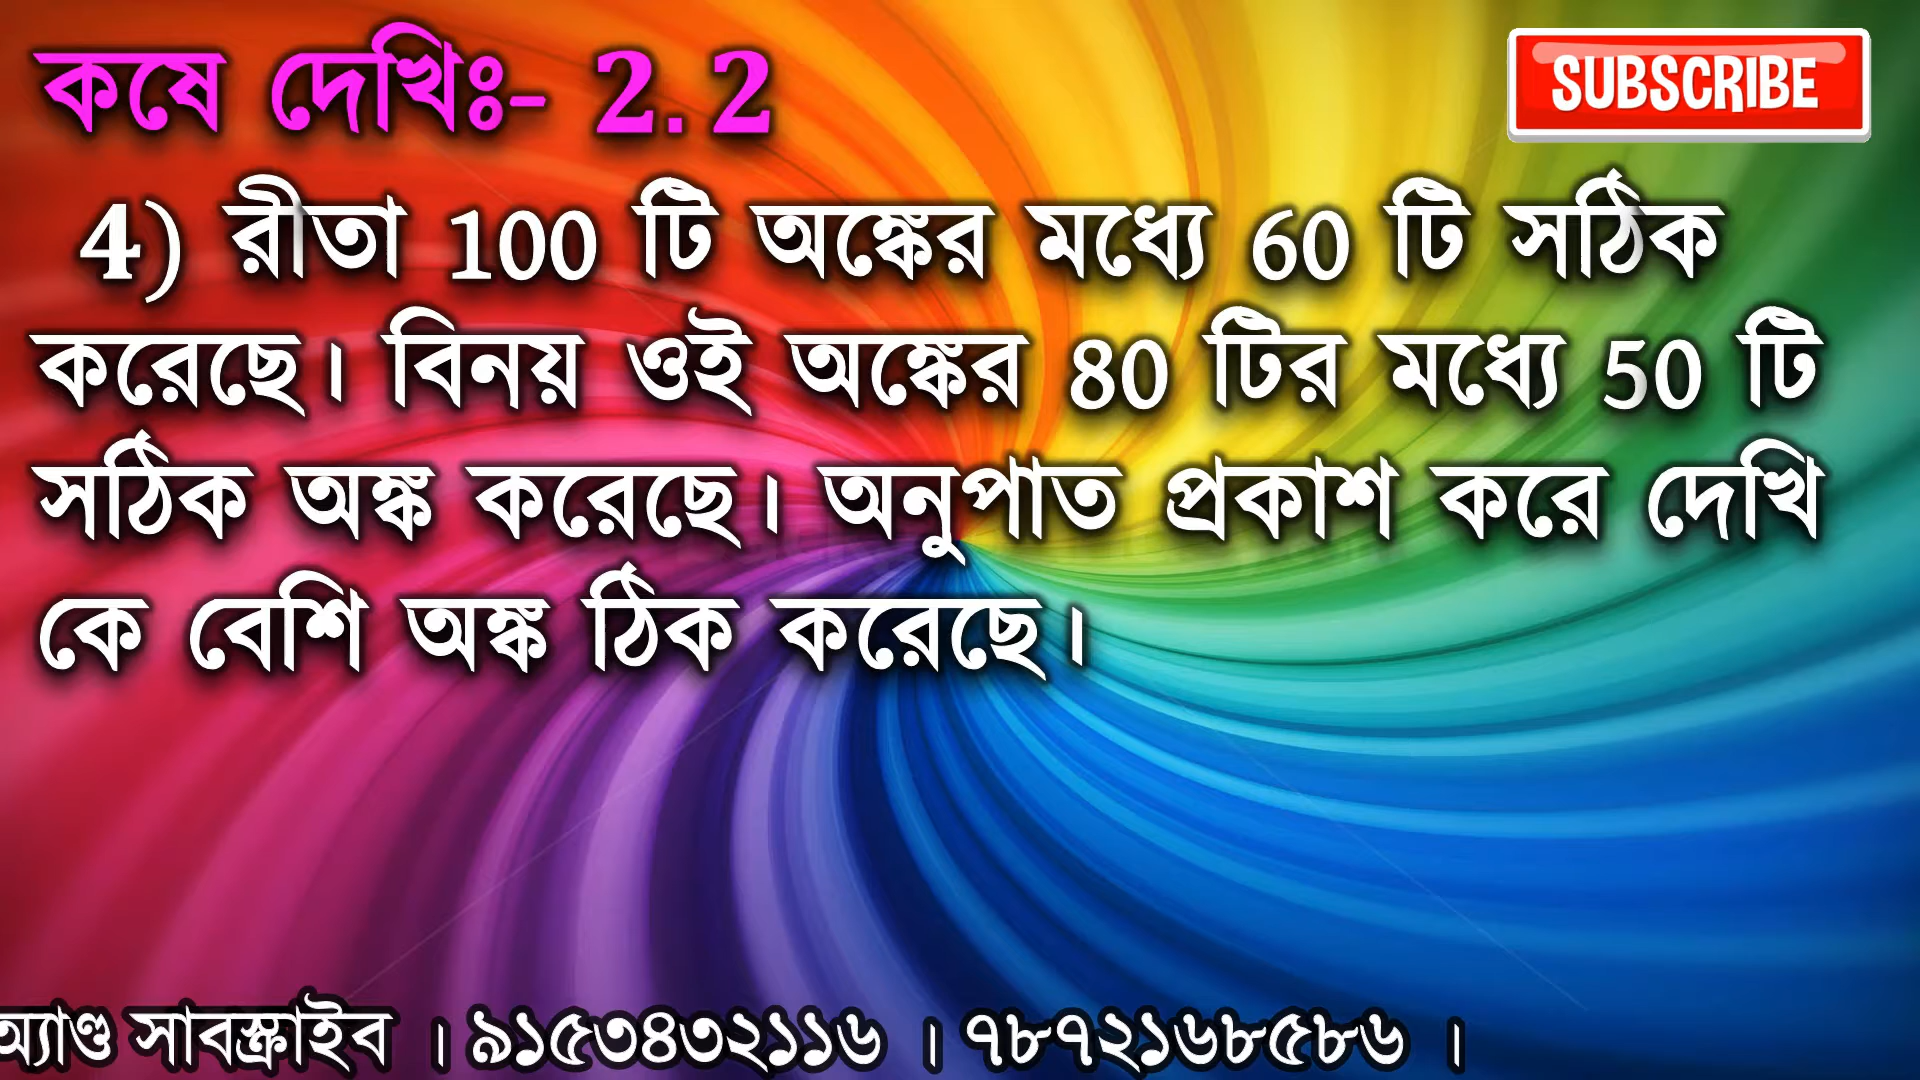 কষে দেখিঃ- 2.2
SUBSCRIBE
4) রীতা 100 টি অঙ্কের মধ্যে 60 টি সঠিক
করেছে। বিনয় ওই অঙ্কের 80 টির মধ্যে 50 টি
সঠিক অঙ্ক করেছে। অনুপাত প্রকাশ করে দেখি
কে বেশি অঙ্ক ঠিক করেছে।
অ্যাণ্ড সাবস্ক্রাইব । ৯১৫৩৪৩২১১৬ । ৭৮৭২১৬৮৫৮৬ ।